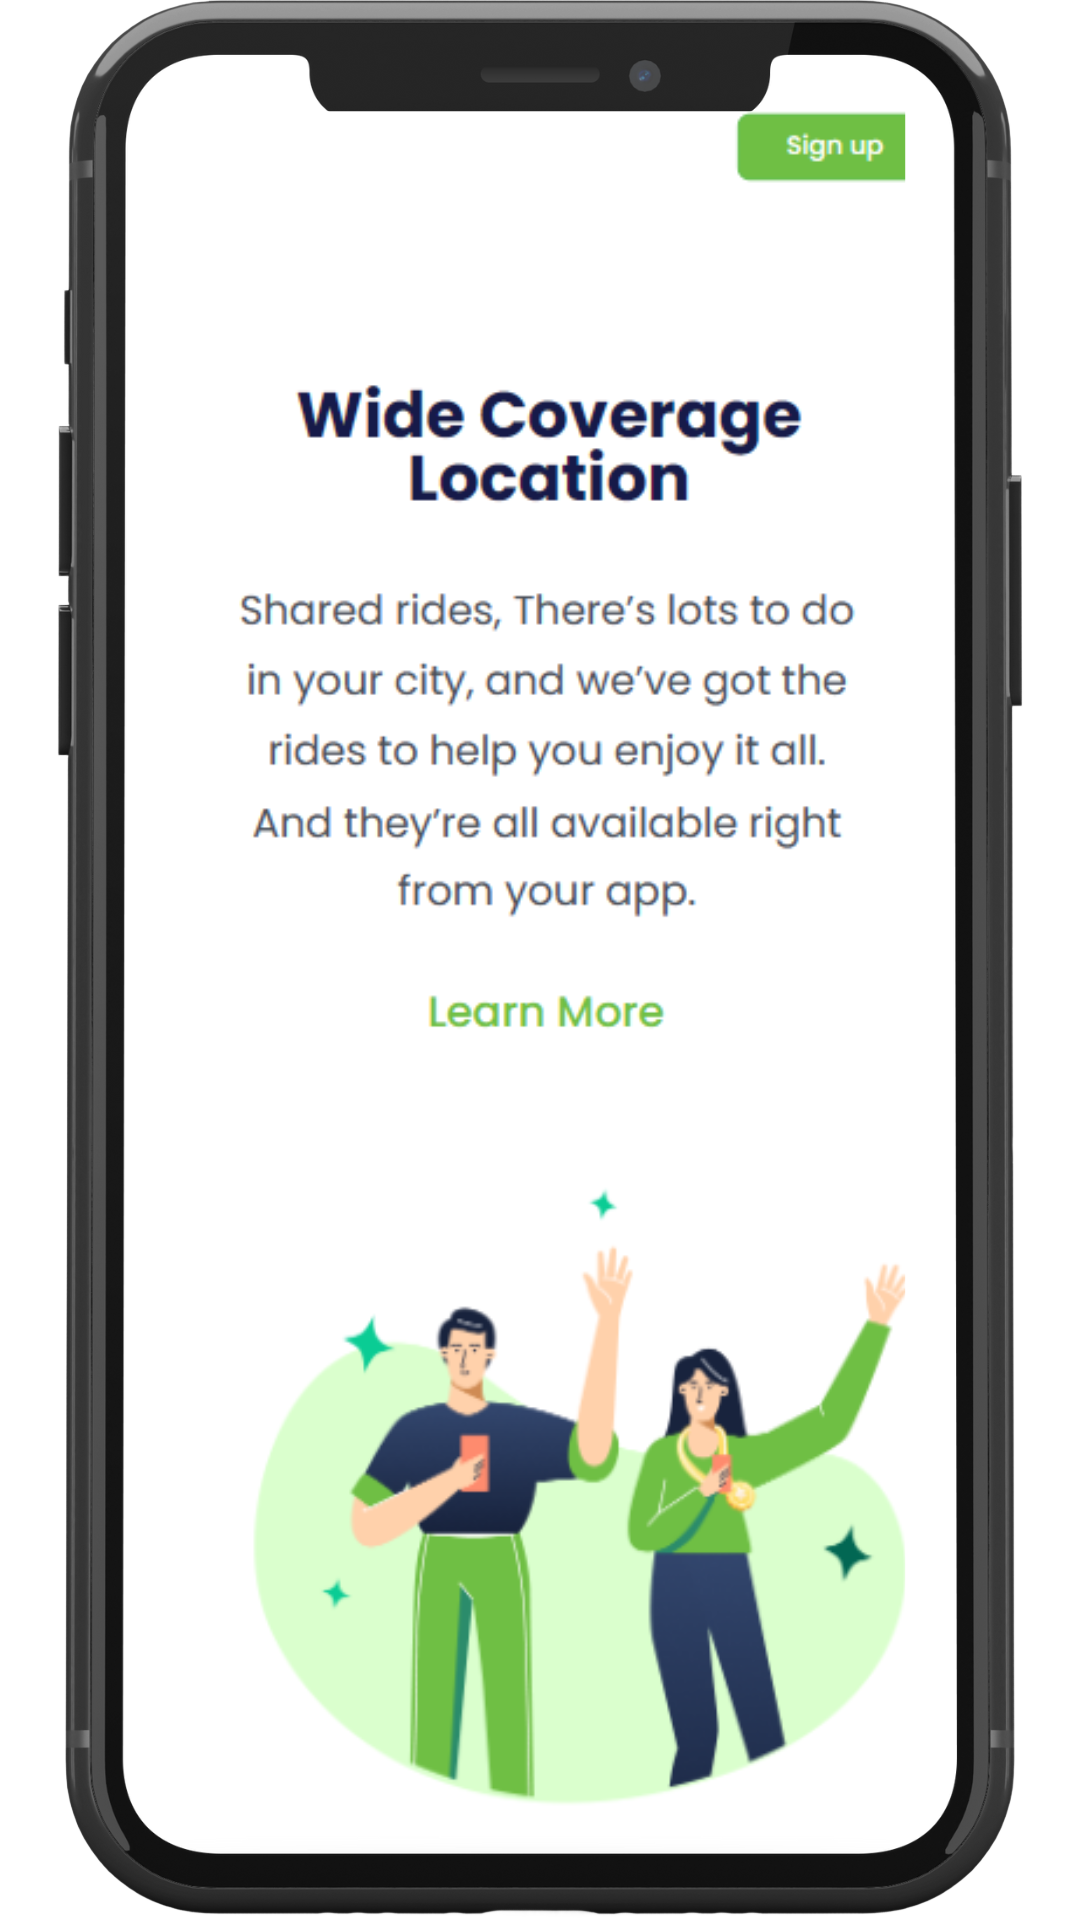 Sign up
Wide Coverage
Location
Shared rides, There’s lots to do
in your city, and we’ve got the
rides to help you enjoy it all.
And they’re all available right
from your app.
Learn More